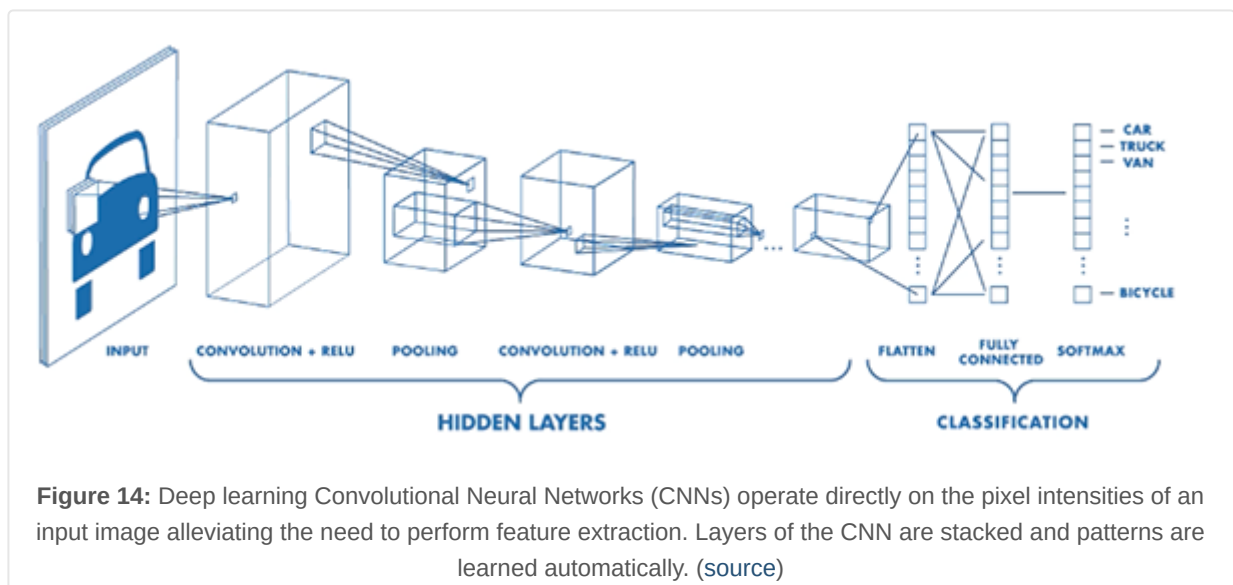 CAR
TRUCK
VAN
BICYCLE
INPUT
CONVOLUTION + RELU
POOLING
CONVOLUTION + RELU
POOLING
FLATTEN
FULLY
CONNECTED
SOFTMAX
HIDDEN LAYERS
CLASSIFICATION
Figure 14: Deep learning Convolutional Neural Networks (CNNs) operate directly on the pixel intensities of an
input image alleviating the need to perform feature extraction. Layers of the CNN are stacked and patterns are
learned automatically. (source)